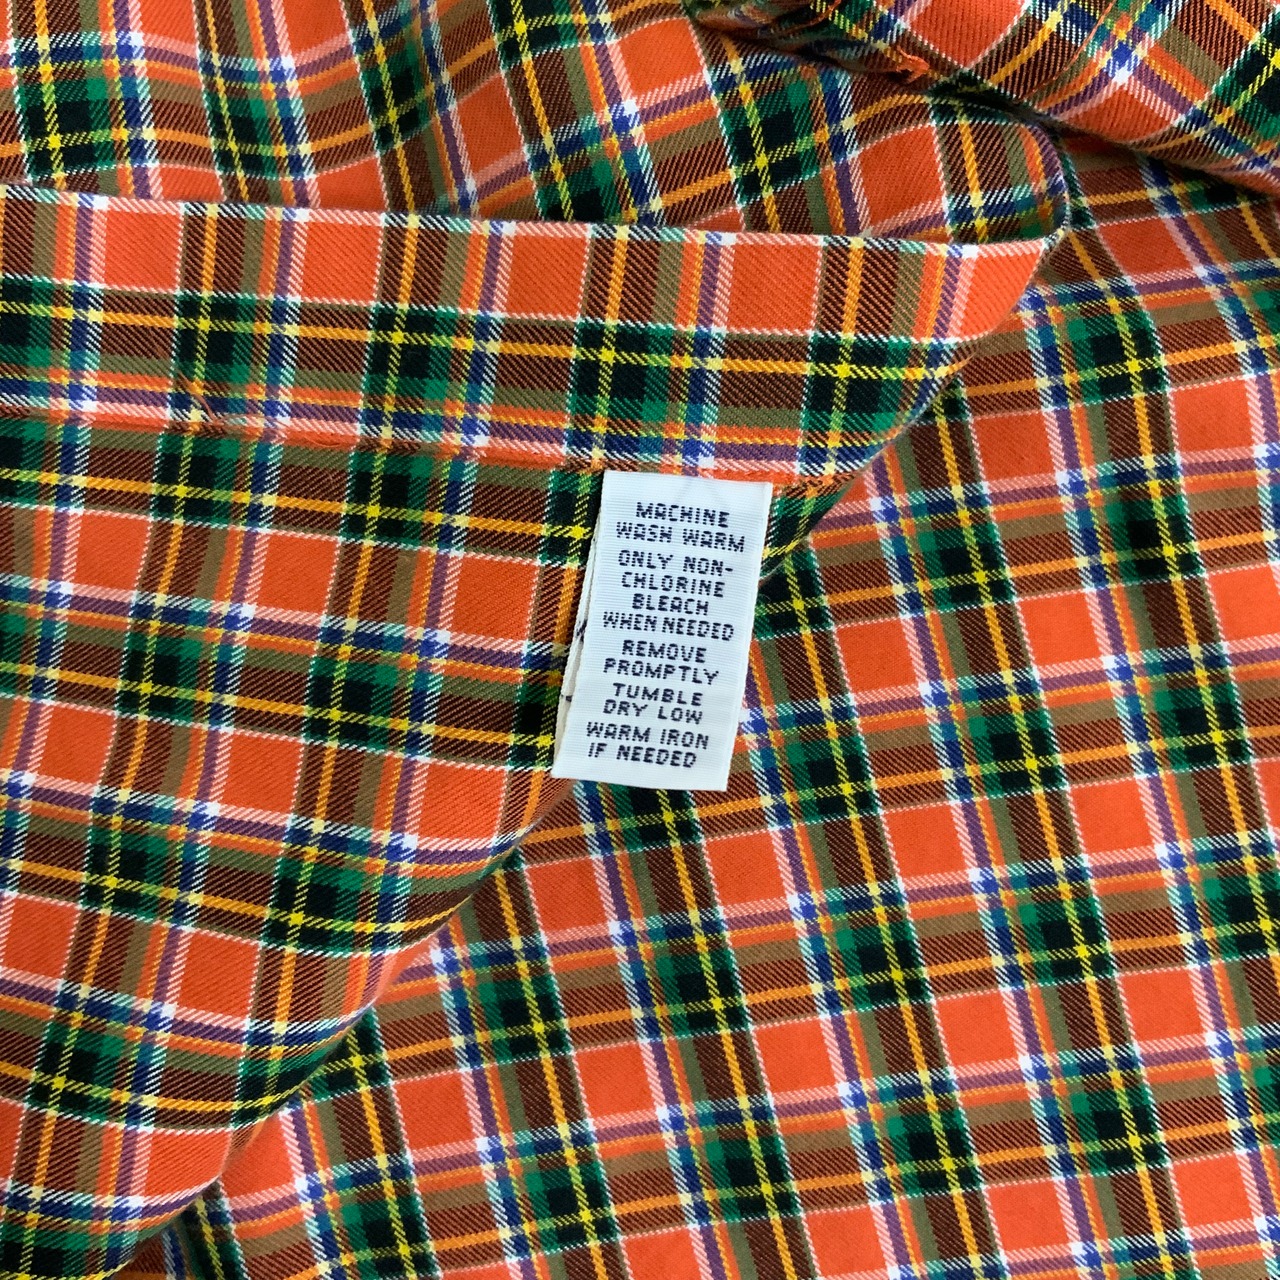 MACHINE
WASH WARM
ONLY NON-
CHLORINE
BLEACH
WHEN NEEDED
REMOVE
PROMPTLY
TUMBLE
DRY LOW
WARM IRON
IF NEEDED